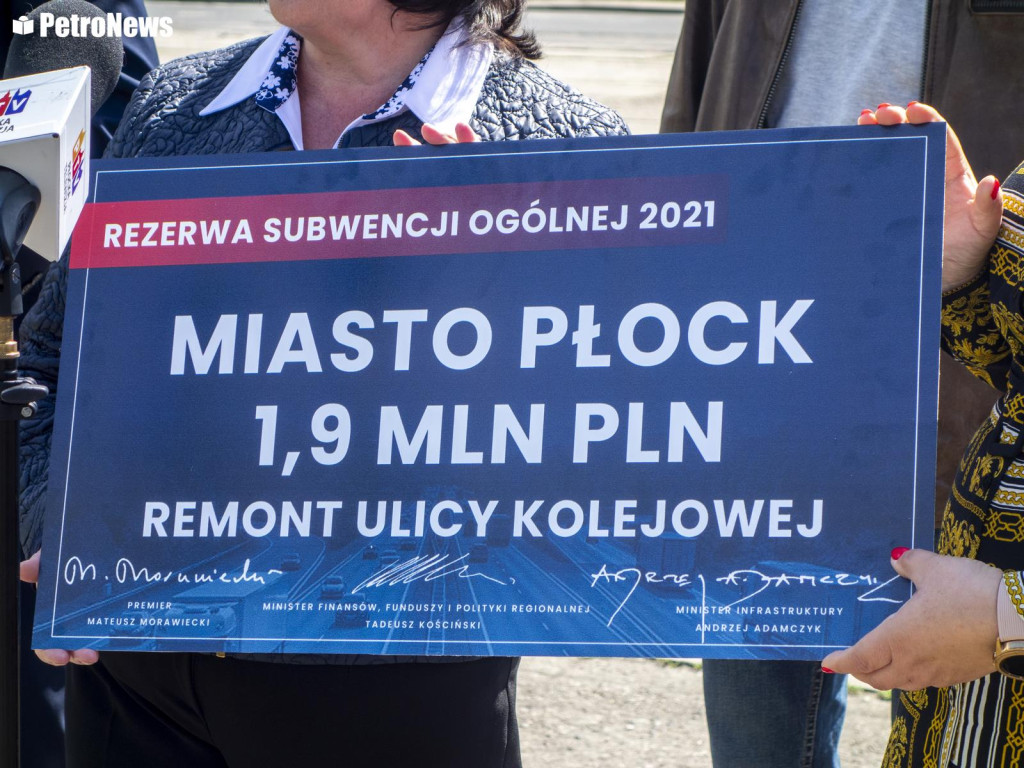 PetroNews
REZERWA SUBWENCJI OGÓLNEJ 2021
MIASTO PŁOCK
1,9 MLN PLN
REMONT ULICY KOLEJOWEJ
PREMIER
MATEUSZ MORAWIECKI
MINISTER FINANSÓW, FUNDUSZY I POLITYKI REGIONALNEJ
TADEUSZ KOŚCIŃSKI
MINISTER INFRASTRUKTURY
ANDRZEJ ADAMCZYK